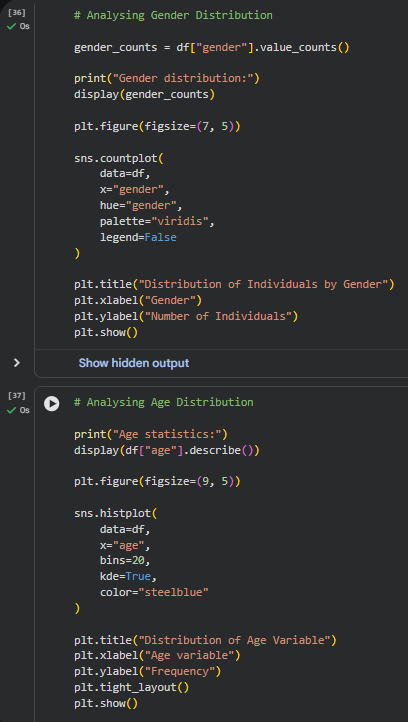 [36]
0s
# Analysing Gender Distribution
gender_counts = df["gender"].value_counts()
print("Gender distribution:")
display(gender_counts)
plt.figure(figsize=(7, 5))
sns.countplot(
    data=df,
    x="gender",
    hue="gender",
    palette="viridis",
    legend=False
)
plt.title("Distribution of Individuals by Gender")
plt.xlabel("Gender")
plt.ylabel("Number of Individuals")
plt.show()
Show hidden output
[37]
0s
# Analysing Age Distribution
print("Age statistics:")
display(df["age"].describe())
plt.figure(figsize=(9, 5))
sns.histplot(
    data=df,
    x="age",
    bins=20,
    kde=True,
    color="steelblue"
)
plt.title("Distribution of Age Variable")
plt.xlabel("Age variable")
plt.ylabel("Frequency")
plt.tight_layout()
plt.show()